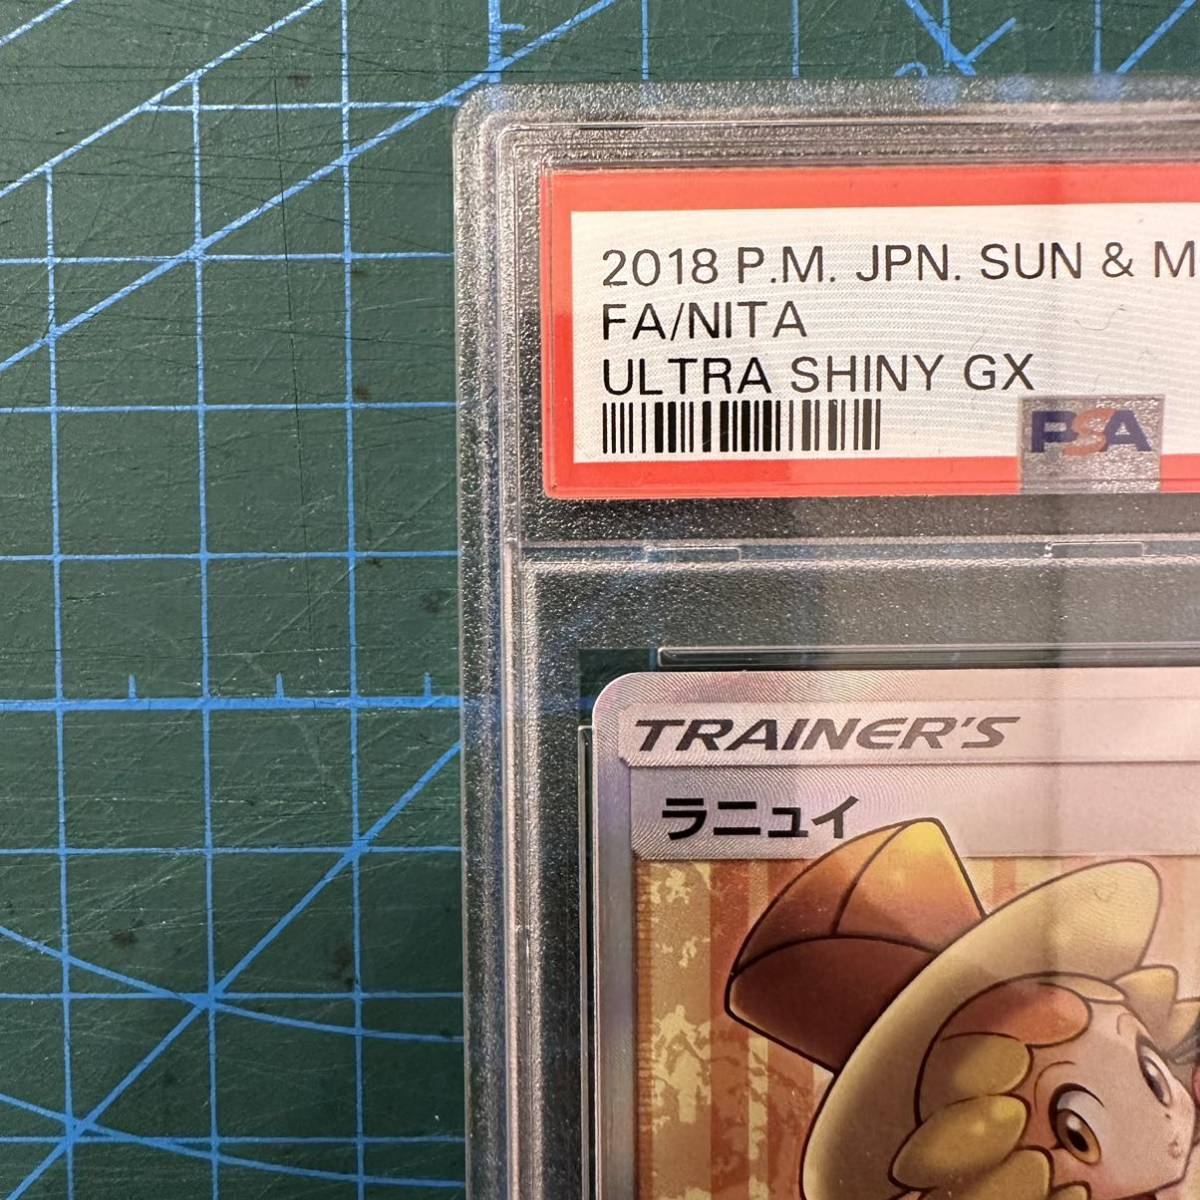 2018 P.M. JPN. SUN & M
FA/NITA
ULTRA SHINY GX
PSA
TRAINER'S
ラニュイ